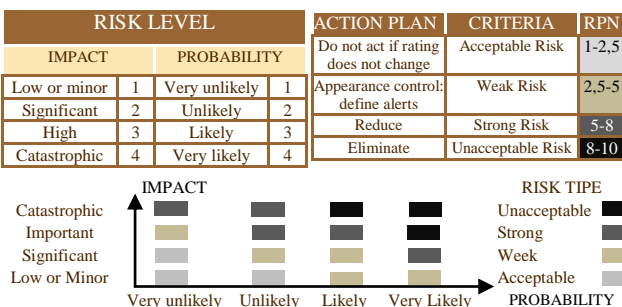 RISK LEVEL
IMPACT PROBABILITY
Low or minor 1 Very unlikely 1
Significant 2 Unlikely 2
High 3 Likely 3
Catastrophic 4 Very likely 4
ACTION PLAN CRITERIA RPN
Do not act if rating does not change Acceptable Risk 1-2,5
Appearance control: define alerts Weak Risk 2,5-5
Reduce Strong Risk 5-8
Eliminate Unacceptable Risk 8-10
IMPACT RISK TIPE
Catastrophic Unacceptable
Important Strong
Significant Week
Low or Minor Acceptable
Very unlikely Unlikely Likely Very Likely PROBABILITY